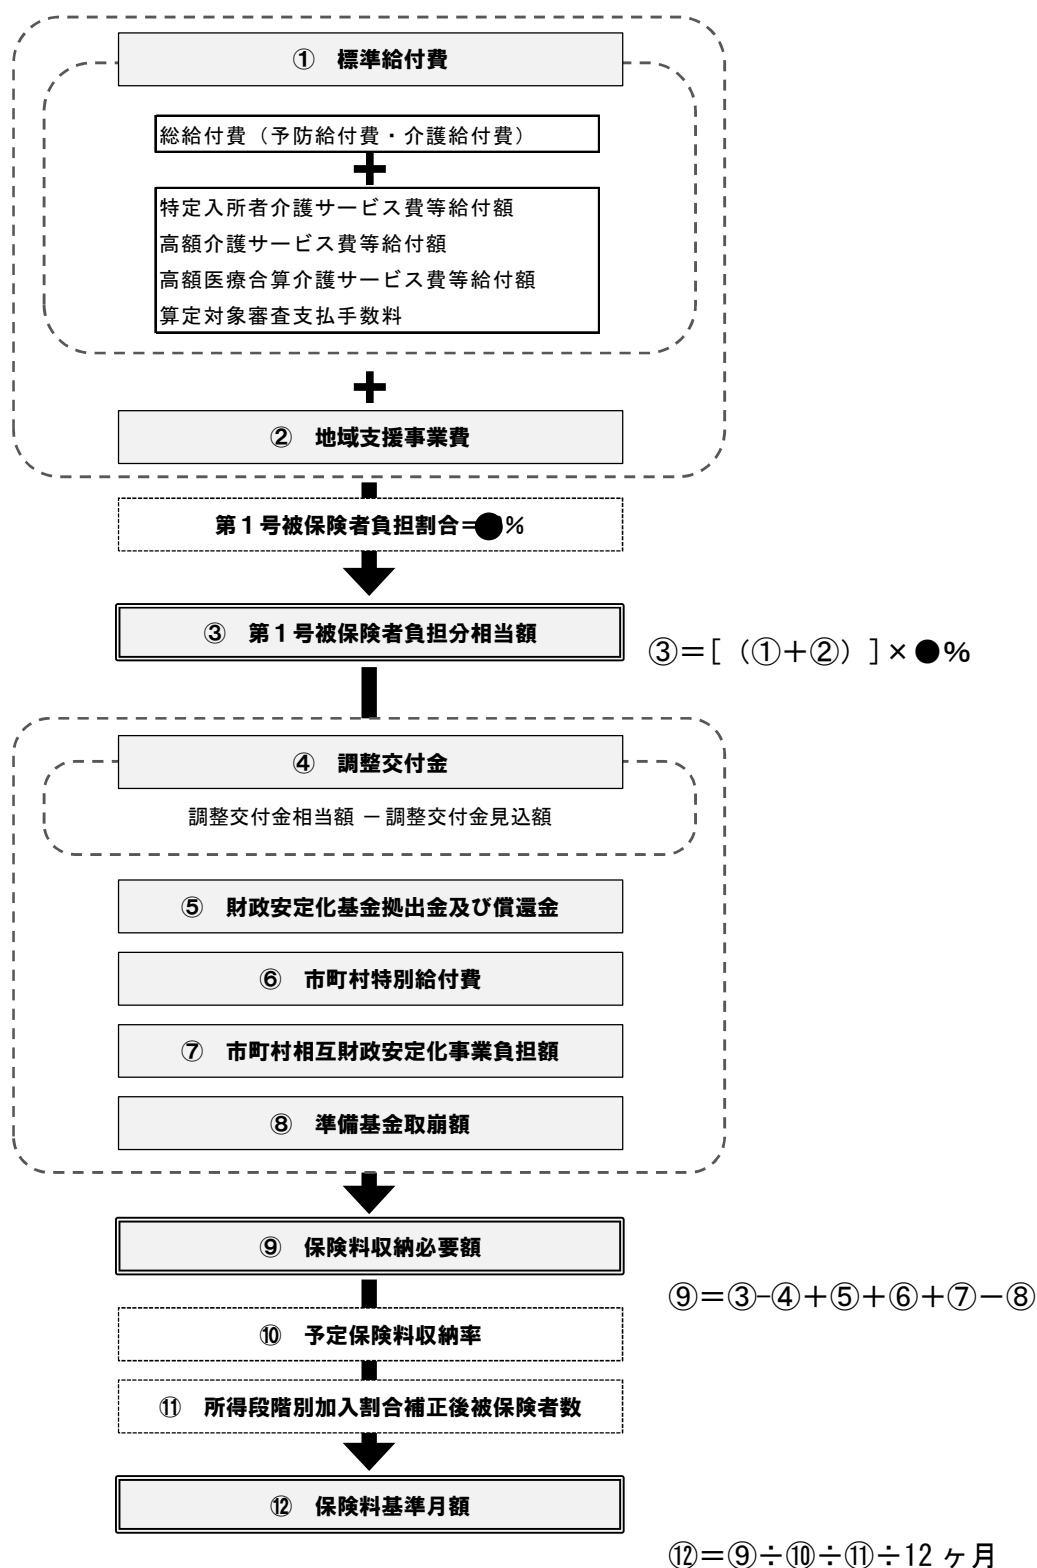 ① 標準給付費
総給付費（予防給付費・介護給付費）
＋
特定入所者介護サービス費等給付額
高額介護サービス費等給付額
高額医療合算介護サービス費等給付額
算定対象審査支払手数料
＋
② 地域支援事業費
第１号被保険者負担割合=●%
③ 第１号被保険者負担分相当額
③＝[（①＋②）]×●%
④ 調整交付金
調整交付金相当額 － 調整交付金見込額
⑤ 財政安定化基金拠出金及び償還金
⑥ 市町村特別給付費
⑦ 市町村相互財政安定化事業負担額
⑧ 準備基金取崩額
⑨ 保険料収納必要額
⑨＝③-④＋⑤＋⑥＋⑦－⑧
⑩ 予定保険料収納率
⑪ 所得段階別加入割合補正後被保険者数
⑫ 保険料基準月額
⑫＝⑨÷⑩÷⑪÷12 ヶ月